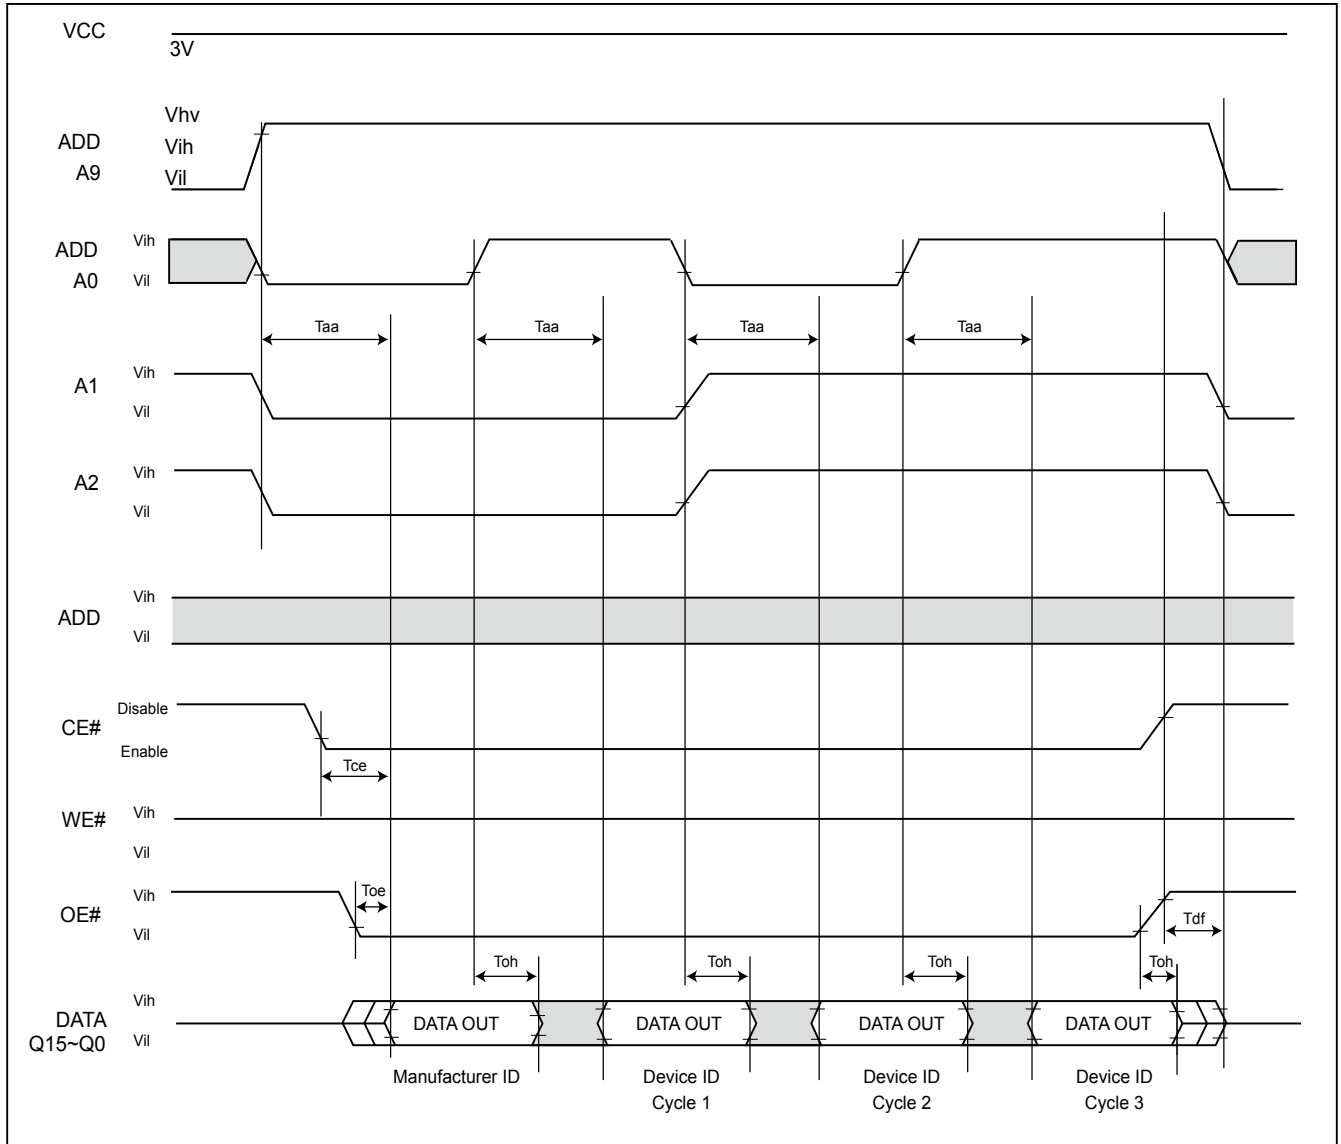 VCC
3V
Vhv
ADD
Vih
A9
Vil
ADD
Vih
A0
Vil
Taa Taa Taa Taa
A1
Vih
Vil
A2
Vih
Vil
ADD
Vih
Vil
CE#
Disable
Enable
Tce
WE#
Vih
Vil
OE#
Vih
Vil
Toe
Tdf
Toh Toh Toh Toh
DATA
Q15~Q0
Vih
Vil
DATA OUT DATA OUT DATA OUT DATA OUT
Manufacturer ID Device ID Device ID Device ID
Cycle 1 Cycle 2 Cycle 3